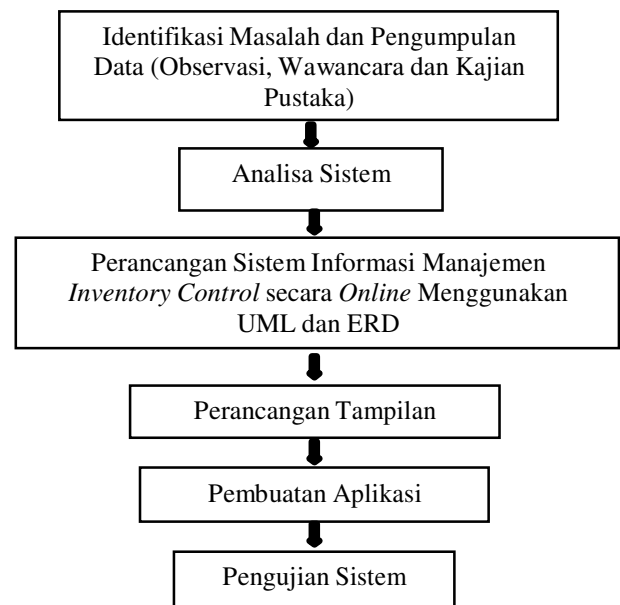 Identifikasi Masalah dan Pengumpulan
Data (Observasi, Wawancara dan Kajian
Pustaka)
Analisa Sistem
Perancangan Sistem Informasi Manajemen
Inventory Control secara Online Menggunakan
UML dan ERD
Perancangan Tampilan
Pembuatan Aplikasi
Pengujian Sistem